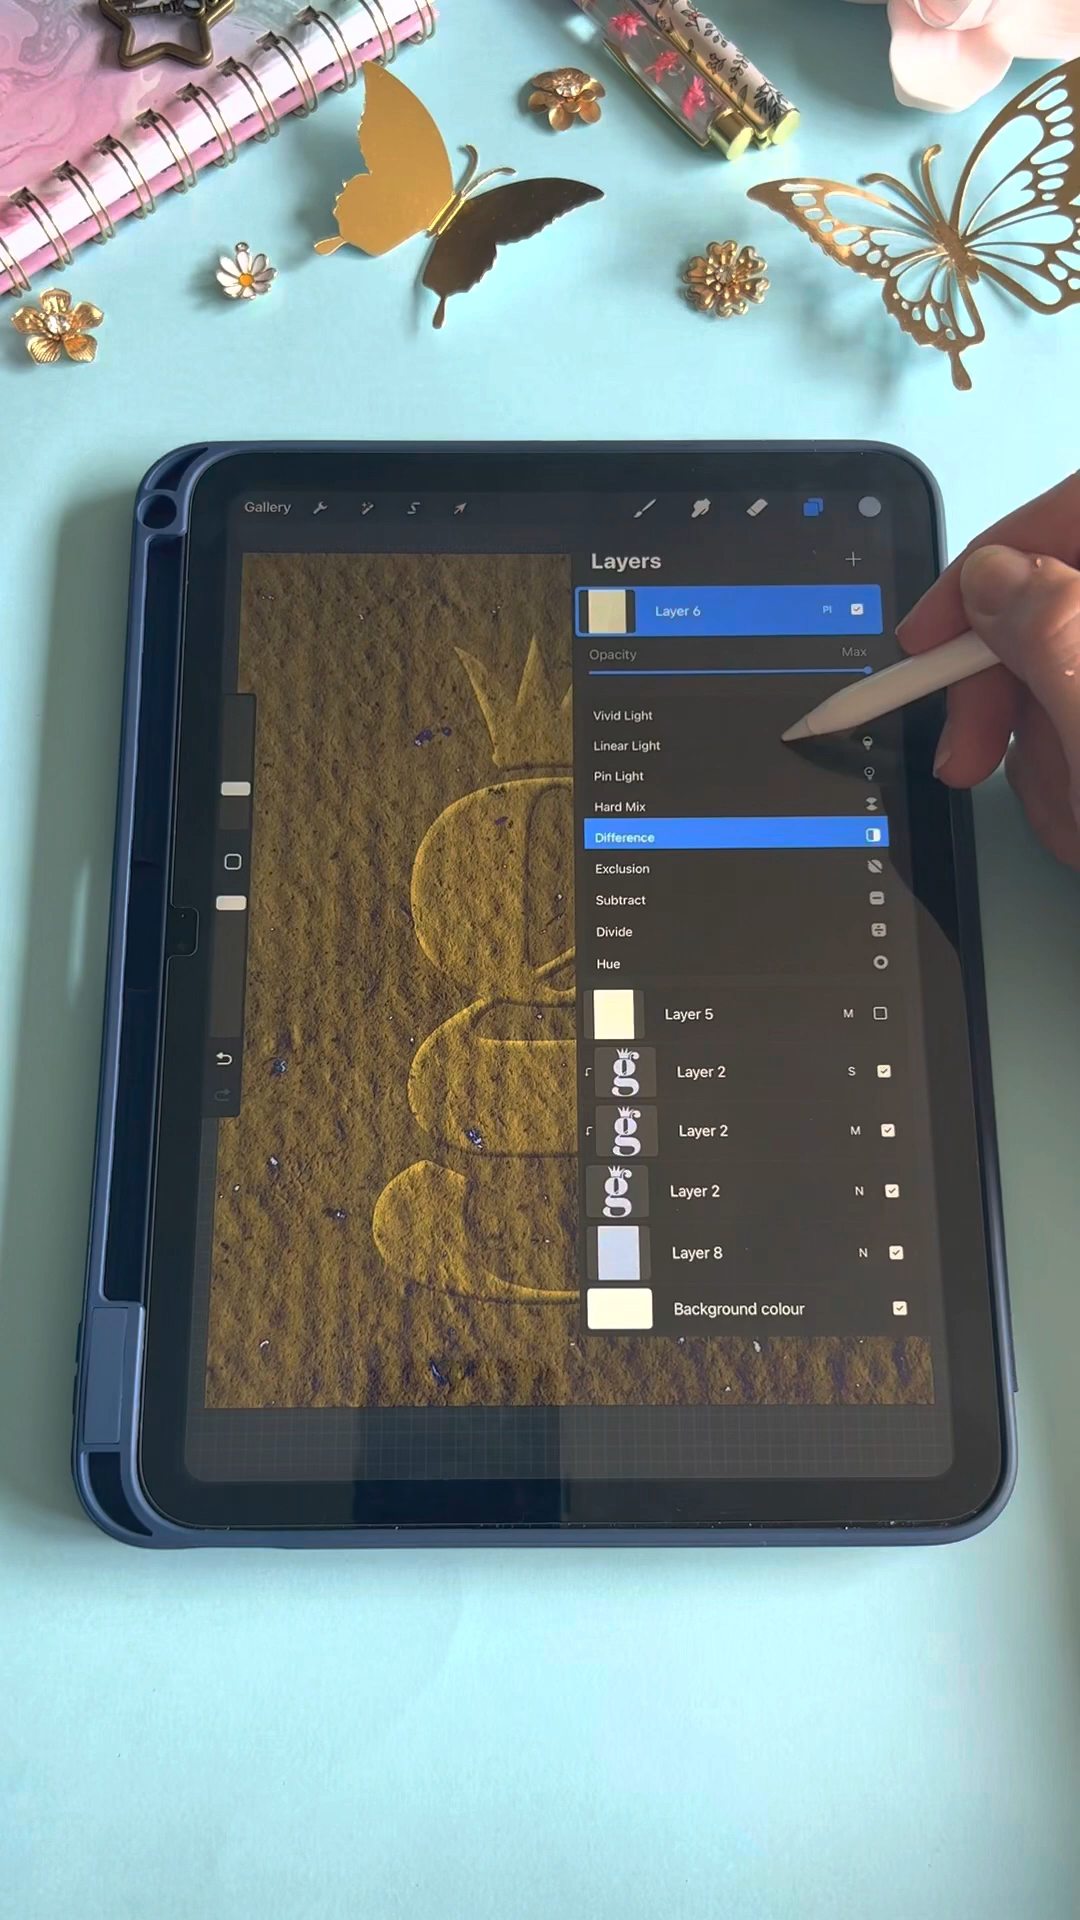 Gallery
Layers
Layer 6 Pl
Opacity Max
Vivid Light
Linear Light
Pin Light
Hard Mix
Difference
Exclusion
Subtract
Divide
Hue
Layer 5 M
g Layer 2 S
g Layer 2 M
g Layer 2 N
Layer 8 N
Background colour